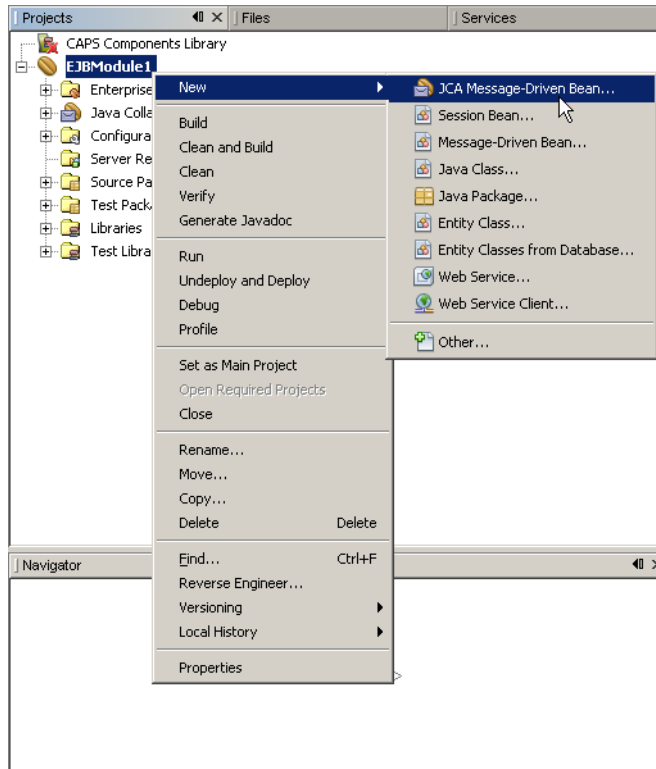 Projects
Files
Services
CAPS Components Library
EJBModule1
Enterprise
Java Colla
Configura
Server Re
Source Pa
Test Pack
Libraries
Test Libra
New
Build
Clean and Build
Clean
Verify
Generate Javadoc
Run
Undeploy and Deploy
Debug
Profile
Set as Main Project
Open Required Projects
Close
Rename...
Move...
Copy...
Delete Delete
Find... Ctrl+F
Reverse Engineer...
Versioning
Local History
Properties
JCA Message-Driven Bean...
Session Bean...
Message-Driven Bean...
Java Class...
Java Package...
Entity Class...
Entity Classes from Database...
Web Service...
Web Service Client...
Other...
Navigator